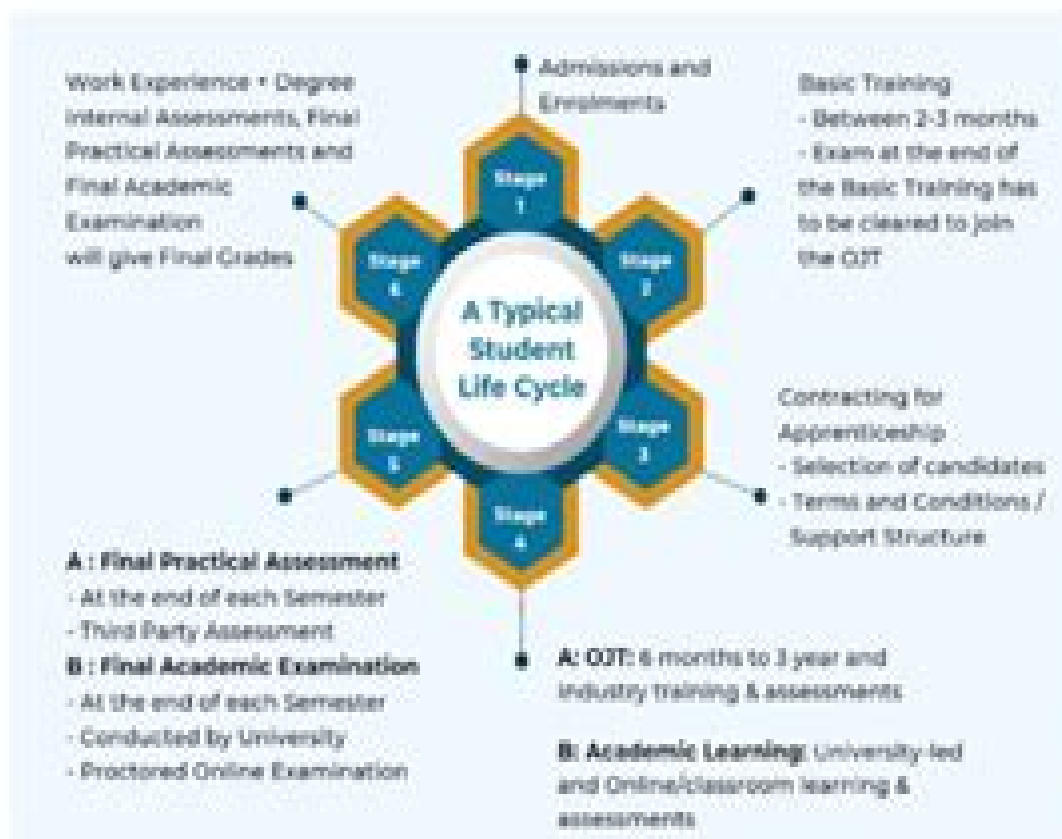 A Typical
Student
Life Cycle
Stage
1
Admissions and
Enrolments
Stage
2
Basic Training
- Between 2-3 months
- Exam at the end of
the Basic Training has
to be cleared to join
the OJT
Stage
3
Contracting for
Apprenticeship
- Selection of candidates
- Terms and Conditions /
Support Structure
Stage
4
A: OJT: 6 months to 3 year and
industry training & assessments
B: Academic Learning: University-led
and Online/classroom learning &
assessments
Stage
5
A : Final Practical Assessment
- At the end of each Semester
- Third Party Assessment
B : Final Academic Examination
- At the end of each Semester
- Conducted by University
- Proctored Online Examination
Stage
6
Work Experience + Degree
Internal Assessments, Final
Practical Assessments and
Final Academic
Examination
will give Final Grades